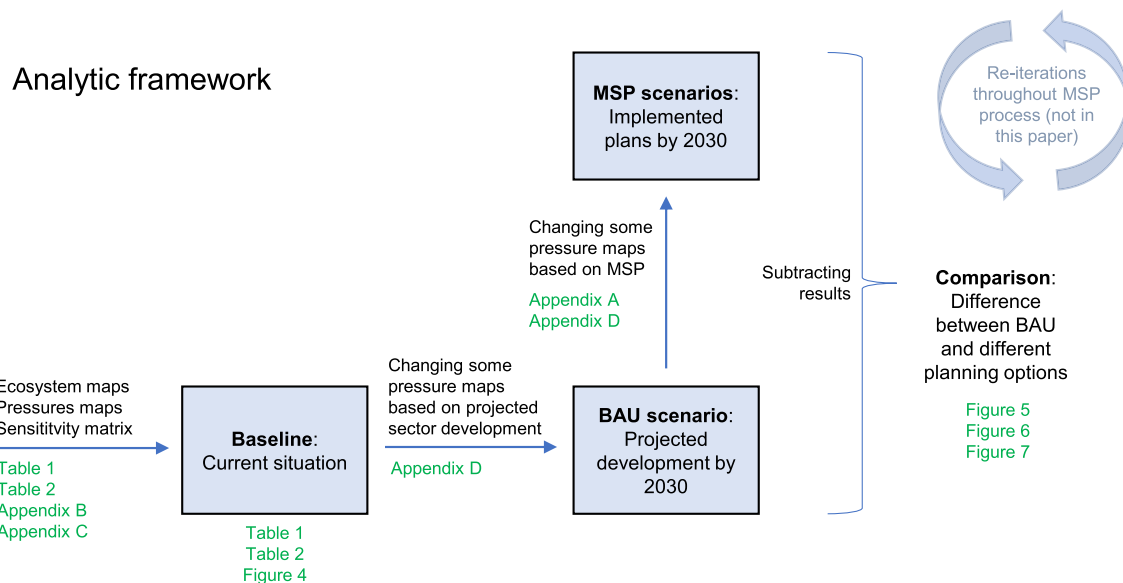 Analytic framework
MSP scenarios:
Implemented
plans by 2030
Re-iterations
throughout MSP
process (not in
this paper)
Changing some
pressure maps
based on MSP
Appendix A
Appendix D
Subtracting
results
Comparison:
Difference
between BAU
and different
planning options
Figure 5
Figure 6
Figure 7
Ecosystem maps
Pressures maps
Sensititvity matrix
Table 1
Table 2
Appendix B
Appendix C
Baseline:
Current situation
Table 1
Table 2
Figure 4
Changing some
pressure maps
based on projected
sector development
Appendix D
BAU scenario:
Projected
development by
2030